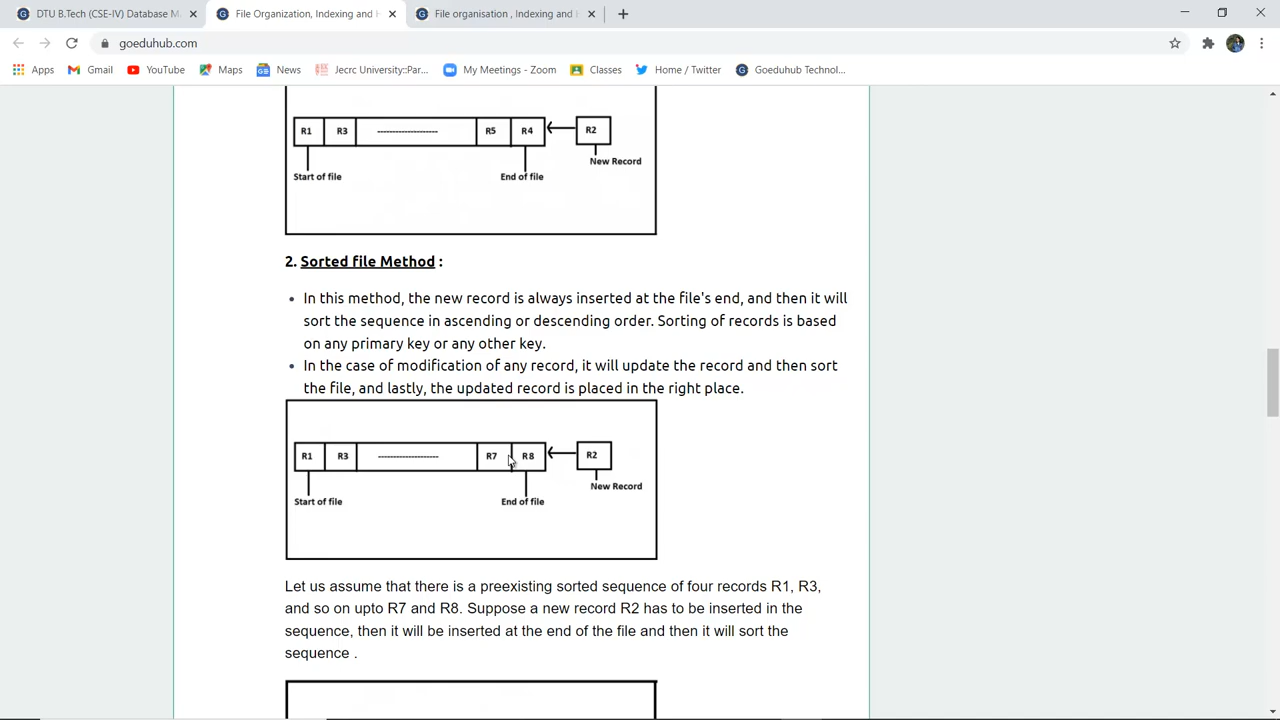 DTU B.Tech (CSE-IV) Database M
File Organization, Indexing and H
File organisation , Indexing and H
goeduhub.com
Apps
Gmail
YouTube
Maps
News
Jecrc University::Par...
My Meetings - Zoom
Classes
Home / Twitter
Goeduhub Technol...
R1 R3 -------------------- R5 R4 R2
New Record
Start of file End of file
2. Sorted file Method :
• In this method, the new record is always inserted at the file's end, and then it will
sort the sequence in ascending or descending order. Sorting of records is based
on any primary key or any other key.
• In the case of modification of any record, it will update the record and then sort
the file, and lastly, the updated record is placed in the right place.
R1 R3 -------------------- R7 R8 R2
New Record
Start of file End of file
Let us assume that there is a preexisting sorted sequence of four records R1, R3,
and so on upto R7 and R8. Suppose a new record R2 has to be inserted in the
sequence, then it will be inserted at the end of the file and then it will sort the
sequence .